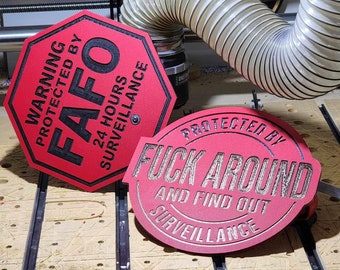 WARNING
PROTECTED BY
FAFO
24 HOURS
SURVEILLANCE
PROTECTED BY
FUCK AROUND
AND FIND OUT
SURVEILLANCE